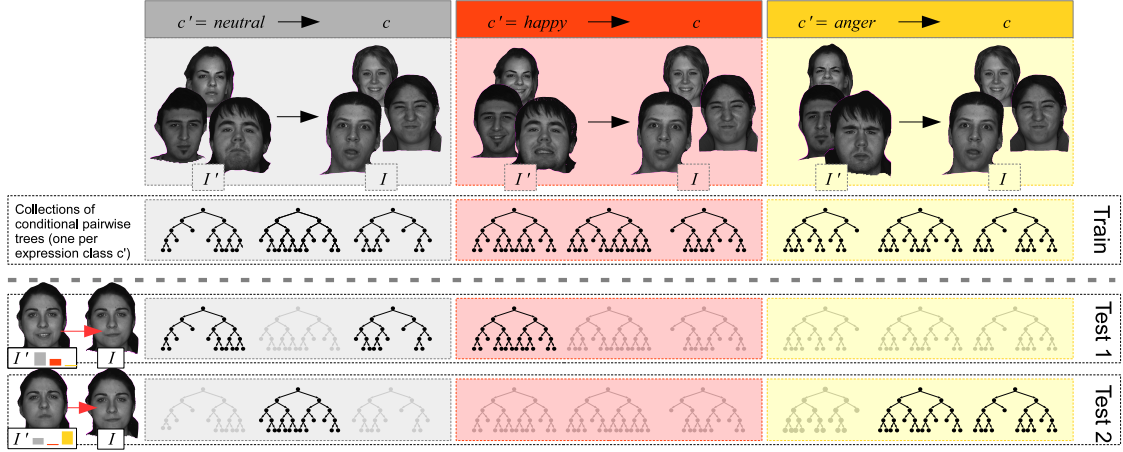 c' = neutral c
c' = happy c
c' = anger c
I' I I' I I' I
Collections of
conditional pairwise
trees (one per
expression class c')
Train
I' I
Test 1
I' I
Test 2